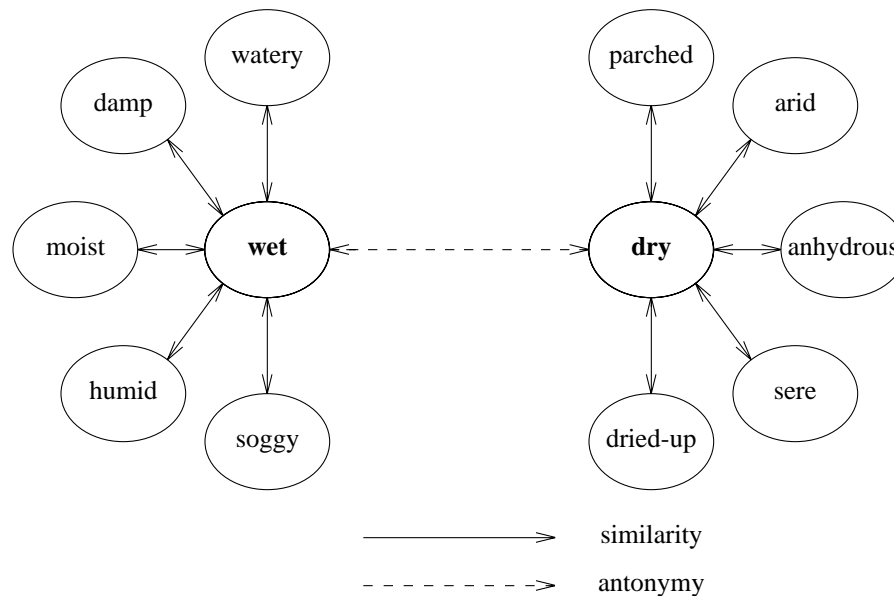 watery
parched
damp
arid
moist
wet
dry
anhydrous
humid
sere
soggy
dried-up
similarity
antonymy